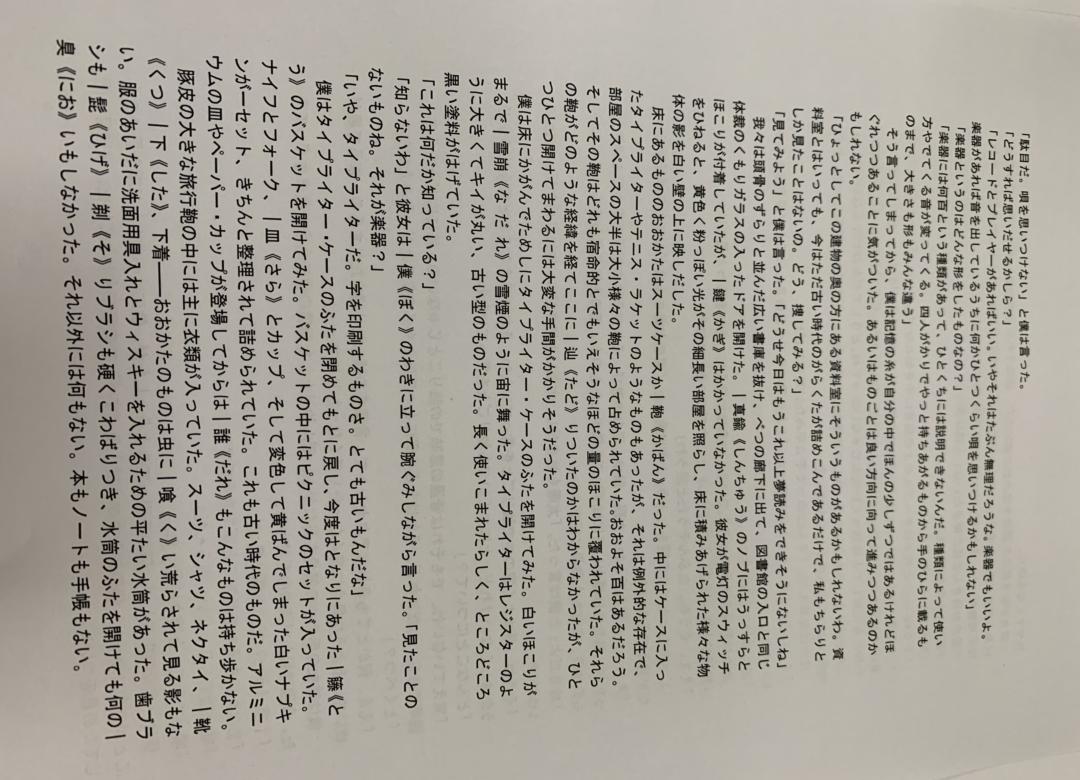 「駄目だ。唄を思いつけない」と僕は言った。
「どうすれば思いだせるかしら？」
「レコードとプレイヤーがあればいい。いやそれはたぶん無理だろうな。楽器でもいいよ。
楽器があれば音を出しているうちに何かひとつくらい唄を思いつけるかもしれない」
「楽器というのはどんな形をしたものなの？」
「楽器には何百という種類があって、ひとくちには説明できないんだ。種類によって使い
方やでてくる音が変ってくる。四人がかりでやっと持ちあがるものから手のひらに載るも
のまで、大きさも形もみんな違う」
そう言ってしまってから、僕は記憶の糸が自分の中でほんの少しずつではあるけれどほ
ぐれつつあることに気がついた。あるいはものごとは良い方向に向って進みつつあるのか
もしれない。
「ひょっとしてこの建物の奥の方にある資料室にそういうものがあるかもしれないわ。資
料室とはいっても、今はただ古い時代のがらくたが詰めこんであるだけで、私もちらりと
しか見たことはないの。どう、捜してみる？」
「見てみよう」と僕は言った。「どうせ今日はもうこれ以上夢読みをできそうにないしね」
我々は頭骨のずらりと並んだ広い書庫を抜け、べつの廊下に出て、図書館の入口と同じ
体裁のくもりガラスの入ったドアを開けた。｜真鍮《しんちゅう》のノブにはうっすらと
ほこりが付着していたが、｜鍵《かぎ》はかかっていなかった。彼女が電灯のスウィッチ
をひねると、黄色く粉っぽい光がその細長い部屋を照らし、床に積みあげられた様々な物
体の影を白い壁の上に映しだした。
床にあるもののおおかたはスーツケースか｜鞄《かばん》だった。中にはケースに入っ
たタイプライターやテニス・ラケットのようなものもあったが、それは例外的な存在で、
部屋のスペースの大半は大小様々の鞄によって占められていた。おおよそ百はあるだろう。
そしてその鞄はどれも宿命的とでもいえそうなほどの量のほこりに覆われていた。それら
の鞄がどのような経緯を経てここに｜辿《たど》りついたのかはわからなかったが、ひと
つひとつ開けてまわるには大変な手間がかかりそうだった。
僕は床にかがんでためしにタイプライター・ケースのふたを開けてみた。白いほこりが
まるで｜雪崩《なだれ》の雪煙のように宙に舞った。タイプライターはレジスターのよ
うに大きくてキイが丸い、古い型のものだった。長く使いこまれたらしく、ところどころ
黒い塗料がはげていた。
「これは何だか知っている？」
「知らないわ」と彼女は｜僕《ぼく》のわきに立って腕ぐみしながら言った。「見たことの
ないものね。それが楽器？」
「いや、タイプライターだ。字を印刷するものさ。とても古いもんだな」
僕はタイプライター・ケースのふたを閉めてもとに戻し、今度はとなりにあった｜籐《と
う》のバスケットを開けてみた。バスケットの中にはピクニックのセットが入っていた。
ナイフとフォーク ｜皿《さら》とカップ、そして変色して黄ばんでしまった白いナプキ
ンが一セット きちんと整理されて詰められていた。これも古い時代のものだ。アルミニ
ウムの皿やペーパー・カップが登場してからは｜誰《だれ》もこんなものは持ち歩かない。
豚皮の大きな旅行鞄の中には主に衣類が入っていた。スーツ、シャツ、ネクタイ、｜靴
《くつ》｜下《した》、下着――おおかたのものは虫に｜喰《く》い荒らされて見る影もな
い。服のあいだに洗面用具入れとウィスキーを入れるための平たい水筒があった。歯ブラ
シも｜髭《ひげ》｜剃《そ》りブラシも硬くこわばりつき、水筒のふたを開けても何の｜
臭《にお》いもしなかった。それ以外には何もない。本もノートも手帳もない。